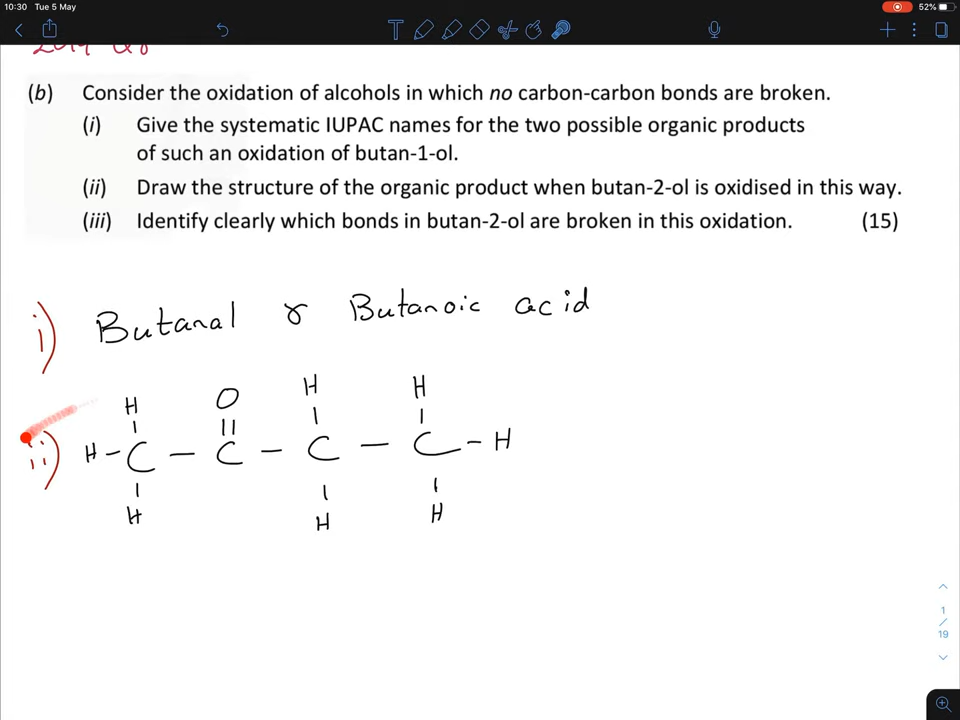 10:30 Tue 5 May
52%
(b) Consider the oxidation of alcohols in which no carbon-carbon bonds are broken.
(i) Give the systematic IUPAC names for the two possible organic products
of such an oxidation of butan-1-ol.
(ii) Draw the structure of the organic product when butan-2-ol is oxidised in this way.
(iii) Identify clearly which bonds in butan-2-ol are broken in this oxidation. (15)
i) Butanal or Butanoic acid
H O H H
ii) H - C - C - C - C - H
H H H
1
/
19